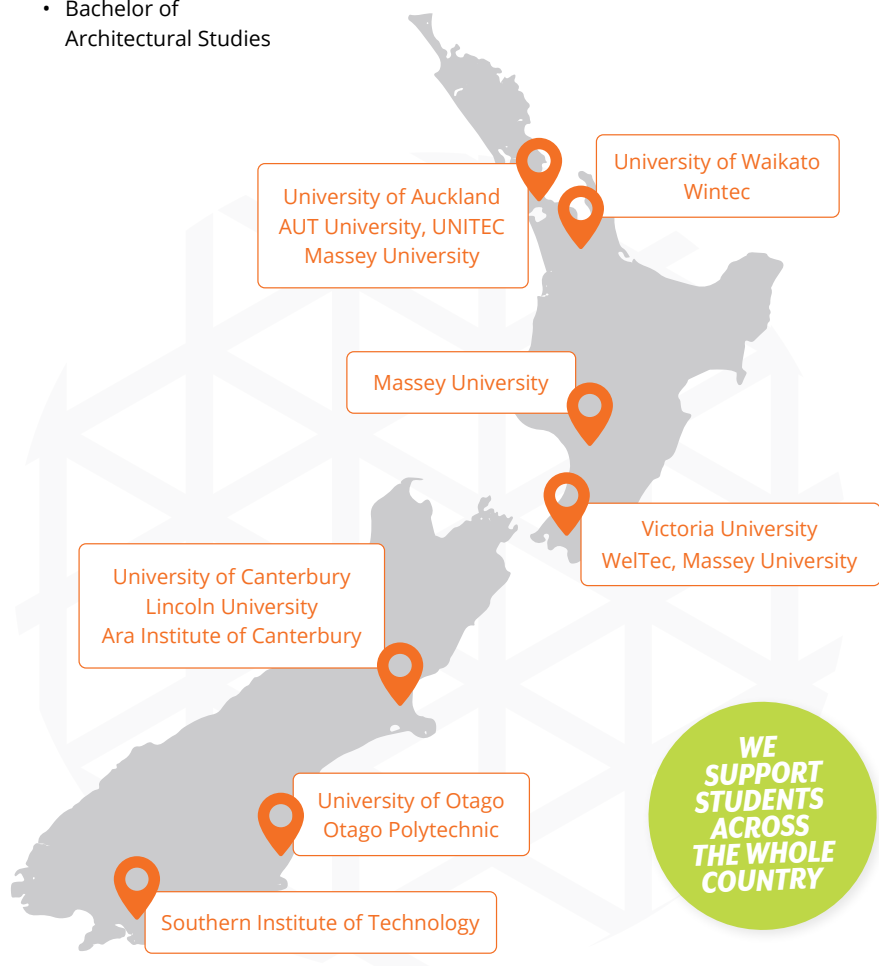 • Bachelor of
Architectural Studies
University of Waikato
Wintec
University of Auckland
AUT University, UNITEC
Massey University
Massey University
Victoria University
WelTec, Massey University
University of Canterbury
Lincoln University
Ara Institute of Canterbury
WE
SUPPORT
STUDENTS
ACROSS
THE WHOLE
COUNTRY
University of Otago
Otago Polytechnic
Southern Institute of Technology